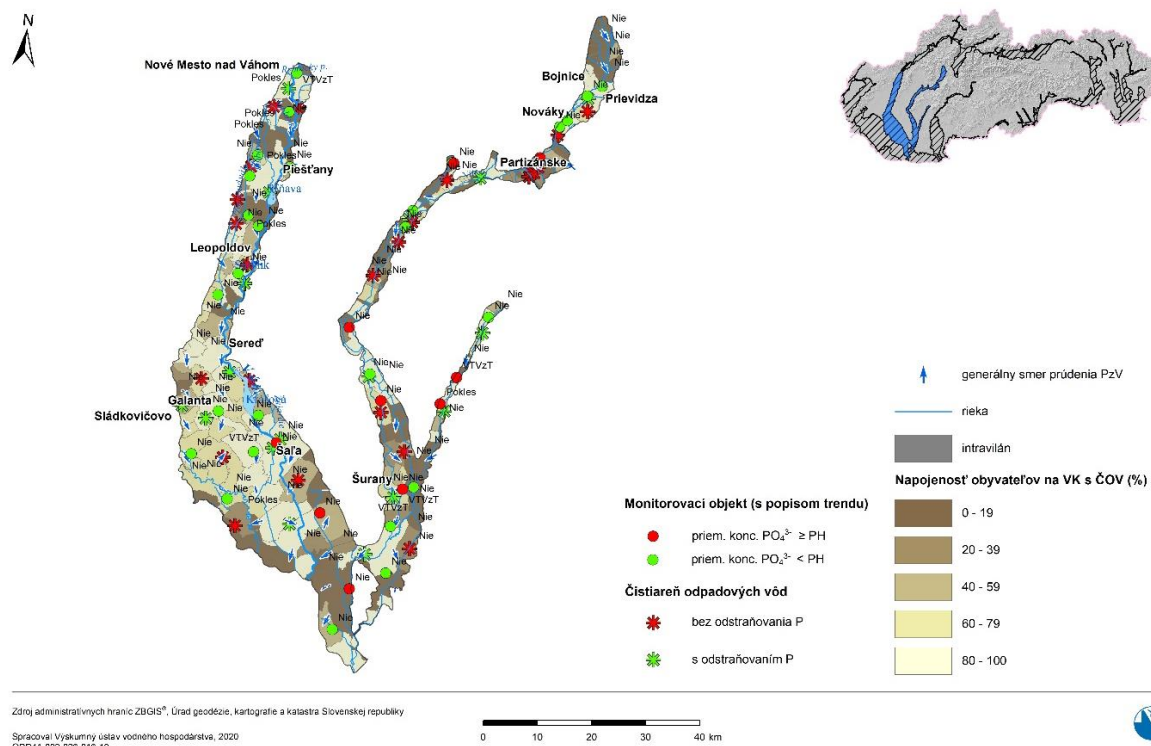 N
Nie
Nie
Nie
Nové Mesto nad Váhom
VTVzT
Pokles
Bojnice
Nie
Prievidza
Pokles
Nováky
Nie
Pokles
Nie
Nie
Pokles
Nie
Piešťany
Nie
Partizánske
Nie
Nie
Nie
Nie
Nie
Nie
Pokles
Nie
Leopoldov
Nie
Nie
Nie
Nie
Nie
Nie
Nie
Nie
Nie
Nie
Nie
Sereď
Nie
Nie
Nie
Nie
VTVzT
Nie
Galanta
Nie
Nie
Pokles
Nie
Sládkovičovo
Nie
Nie
Nie
VTVzT
Nie
Šaľa
Nie
Nie
Nie
Nie
Šurany
Nie
Nie
VTVzT
Pokles
Nie
VTVzT
Nie
Nie
Nie
Nie
Nie
Nie
Nie
generálny smer prúdenia PzV
rieka
intravilán
Napojenosť obyvateľov na VK s ČOV (%)
0 - 19
20 - 39
40 - 59
60 - 79
80 - 100
Monitorovací objekt (s popisom trendu)
priem. konc. PO₄³⁻ ≥ PH
priem. konc. PO₄³⁻ < PH
Čistiareň odpadových vôd
bez odstraňovania P
s odstraňovaním P
Zdroj administratívnych hraníc ZBGIS®, Úrad geodézie, kartografie a katastra Slovenskej republiky
Spracoval Výskumný ústav vodného hospodárstva, 2020
0 10 20 30 40 km